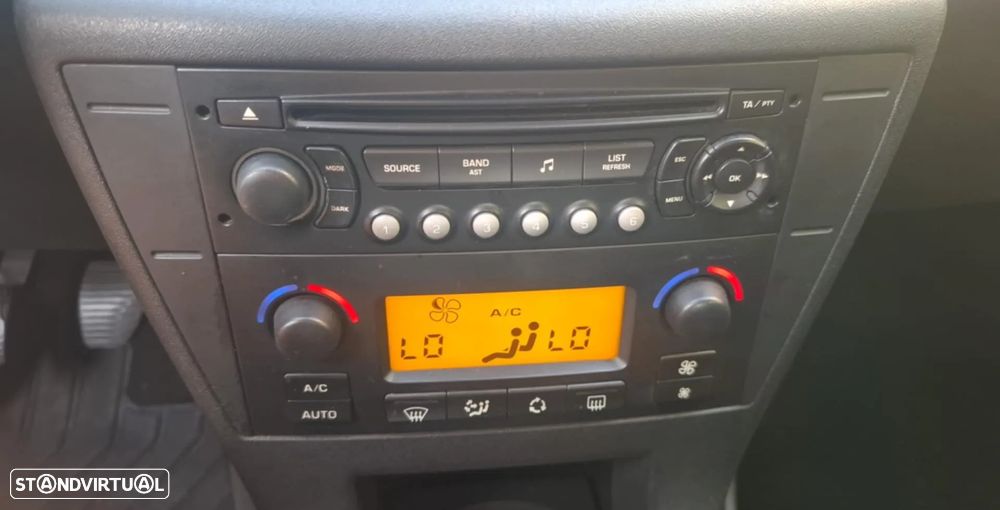 TA/PTY
MODE
DARK
SOURCE
BAND
AST
LIST
REFRESH
ESC
MENU
OK
1 2 3 4 5 6
A/C
LO LO
A/C
AUTO
STANDVIRTUAL